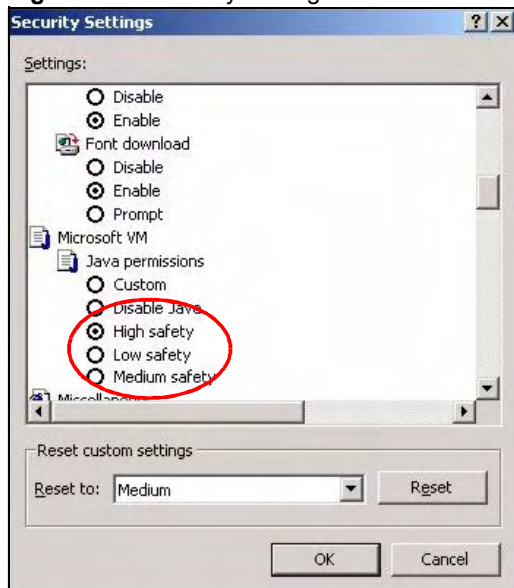 Security Settings
Settings:
Disable
Enable
Font download
Disable
Enable
Prompt
Microsoft VM
Java permissions
Custom
Disable Java
High safety
Low safety
Medium safety
Reset custom settings
Reset to: Medium
Reset
OK Cancel